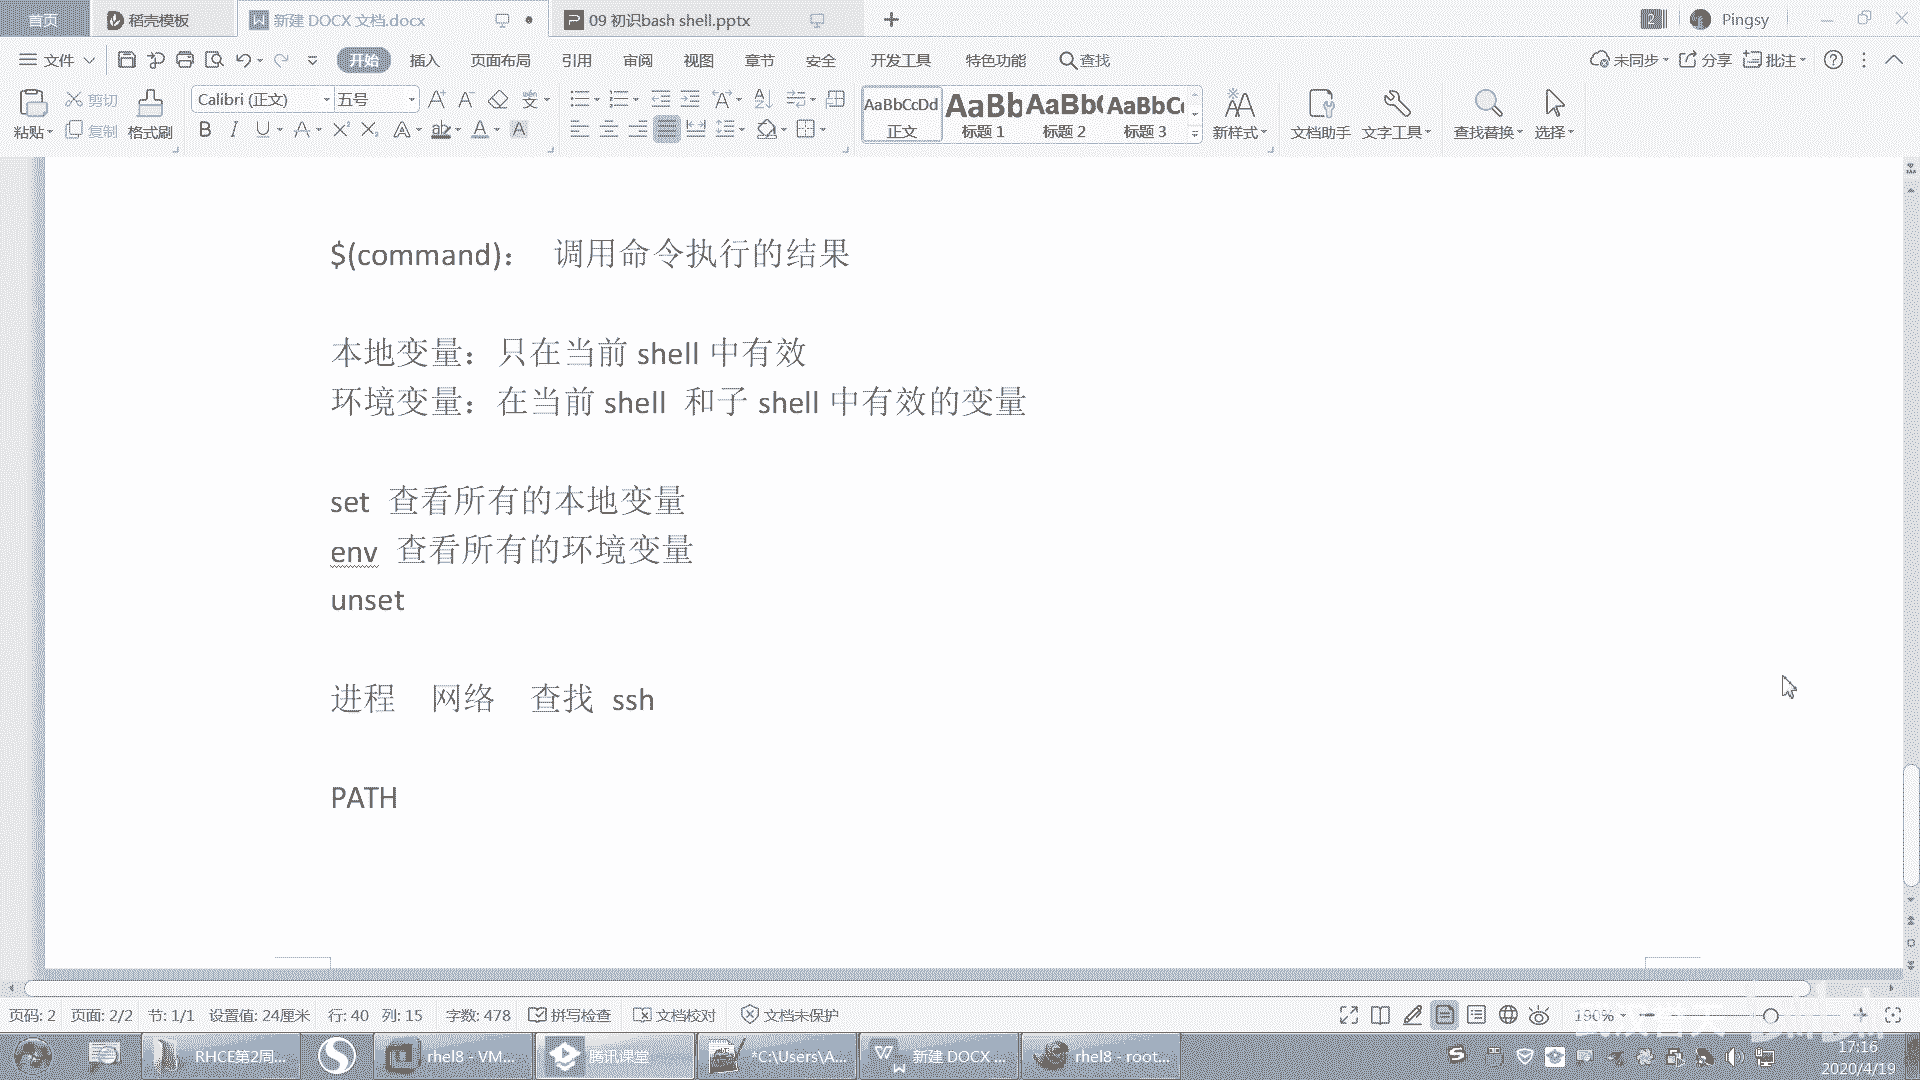 首页 稻壳模板 新建 DOCX 文档.docx 09 初识bash shell.pptx 2 Pingsy
文件 开始 插入 页面布局 引用 审阅 视图 章节 安全 开发工具 特色功能 查找 未同步 分享 批注
剪切 Calibri (正文) 五号 AaBbCcDd AaBb AaBb( AaBbC
粘贴 复制 格式刷 正文 标题 1 标题 2 标题 3 新样式 文档助手 文字工具 查找替换 选择
$(command)： 调用命令执行的结果
本地变量：只在当前 shell 中有效
环境变量：在当前 shell 和子 shell 中有效的变量
set 查看所有的本地变量
env 查看所有的环境变量
unset
进程 网络 查找 ssh
PATH
页码: 2 页面: 2/2 节: 1/1 设置值: 24厘米 行: 40 列: 15 字数: 478 拼写检查 文档校对 文档未保护 190%
RHCE第2周... rhel8 - VM... 腾讯课堂 *C:\Users\A... 新建 DOCX ... rhel8 - root... 17:16
2020/4/19